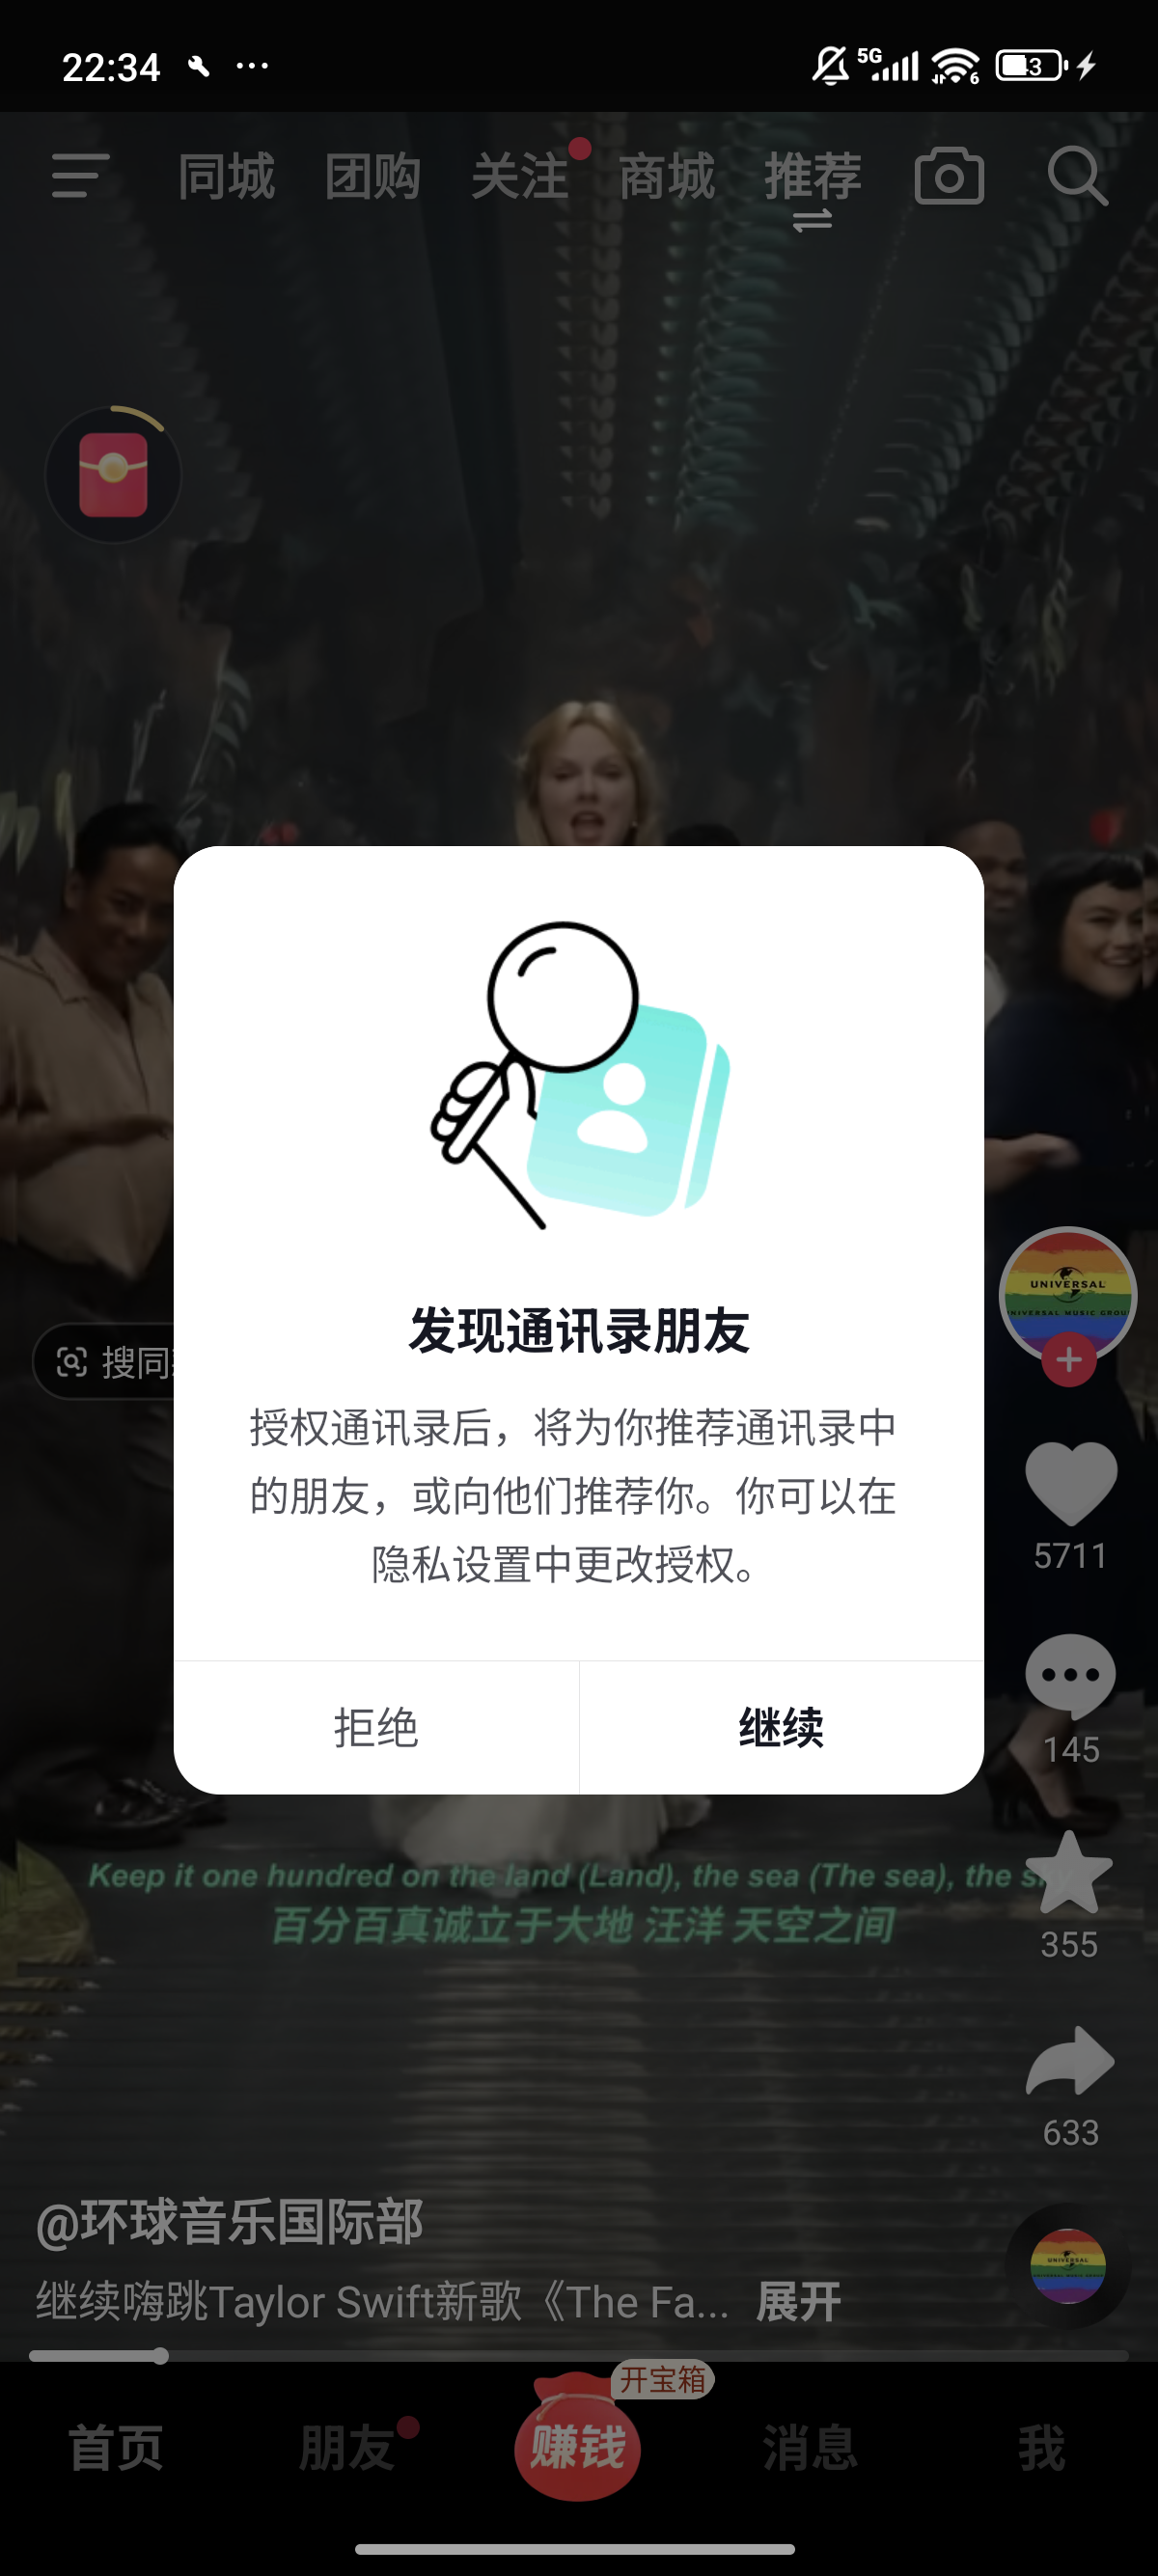 22:34
5G
6
同城 团购 关注 商城 推荐
UNIVERSAL
发现通讯录朋友
搜同
授权通讯录后，将为你推荐通讯录中
的朋友，或向他们推荐你。你可以在
隐私设置中更改授权。
5711
拒绝 继续
145
Keep it one hundred on the land (Land), the sea (The sea), the sky
百分百真诚立于大地 汪洋 天空之间
355
633
@环球音乐国际部
继续嗨跳Taylor Swift新歌《The Fa... 展开
开宝箱
首页 朋友 赚钱 消息 我